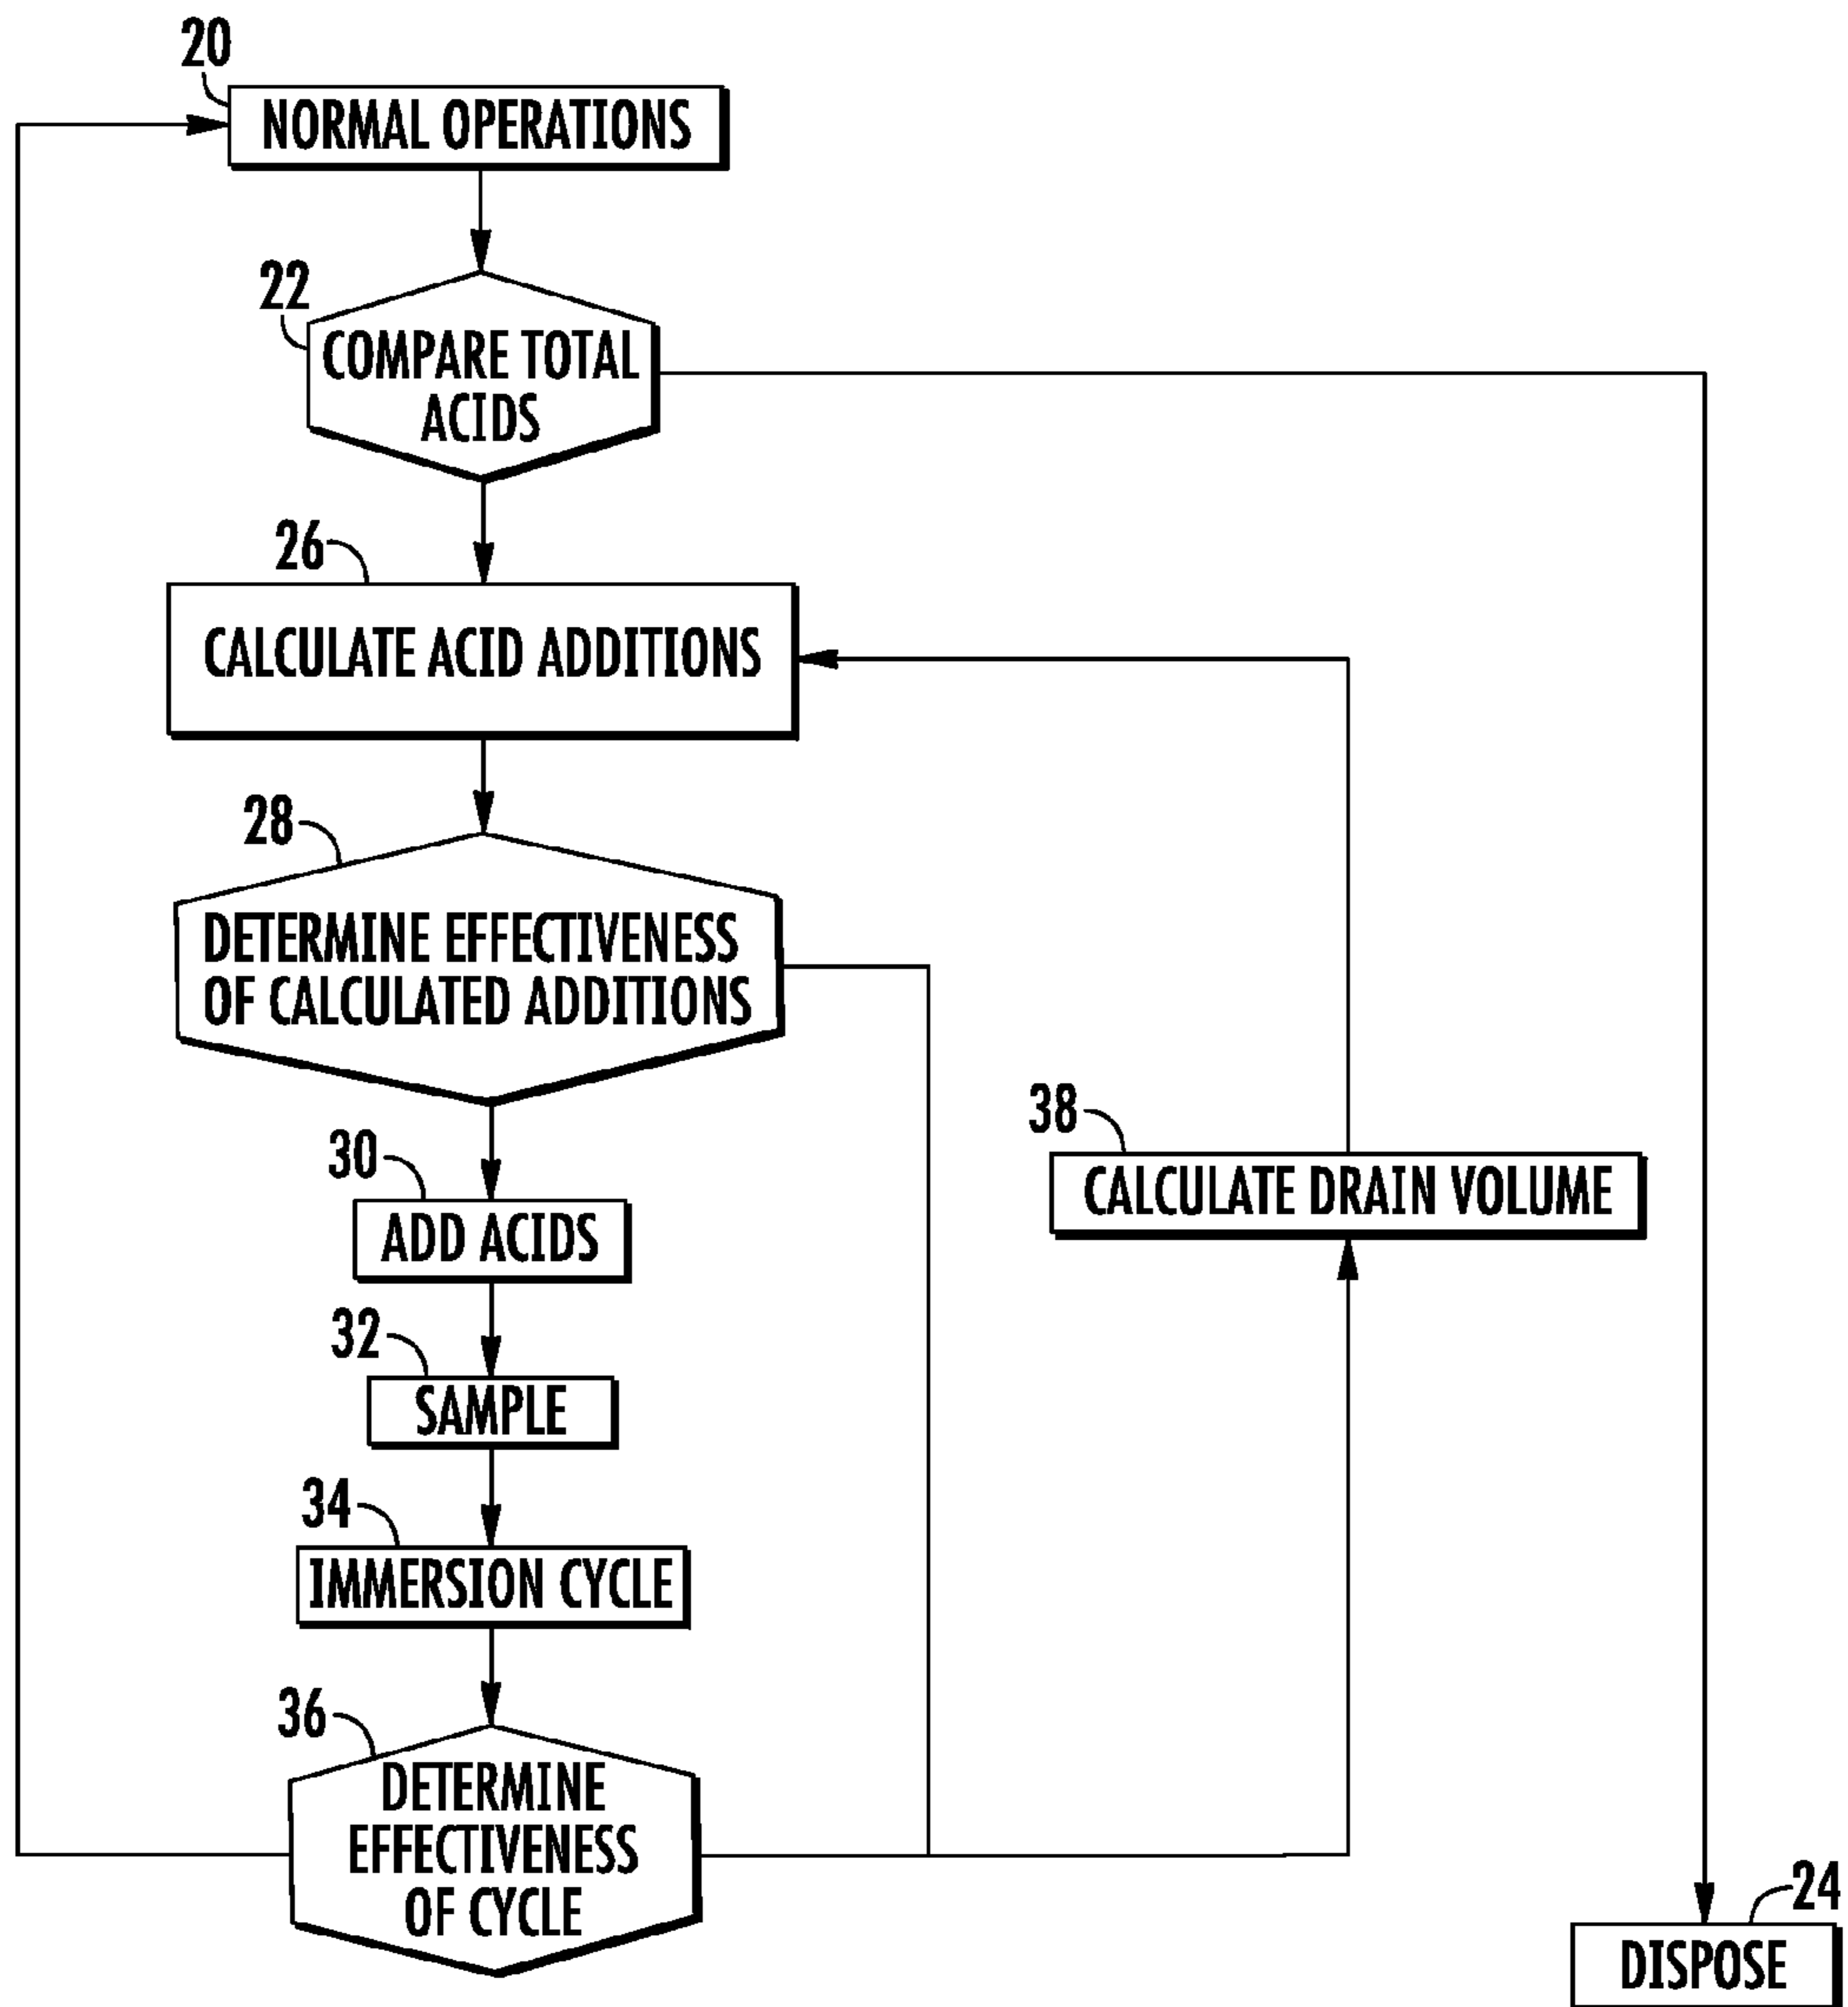 20
NORMAL OPERATIONS
22
COMPARE TOTAL
ACIDS
26
CALCULATE ACID ADDITIONS
28
DETERMINE EFFECTIVENESS
OF CALCULATED ADDITIONS
30
ADD ACIDS
38
CALCULATE DRAIN VOLUME
32
SAMPLE
34
IMMERSION CYCLE
36
DETERMINE
EFFECTIVENESS
OF CYCLE
24
DISPOSE